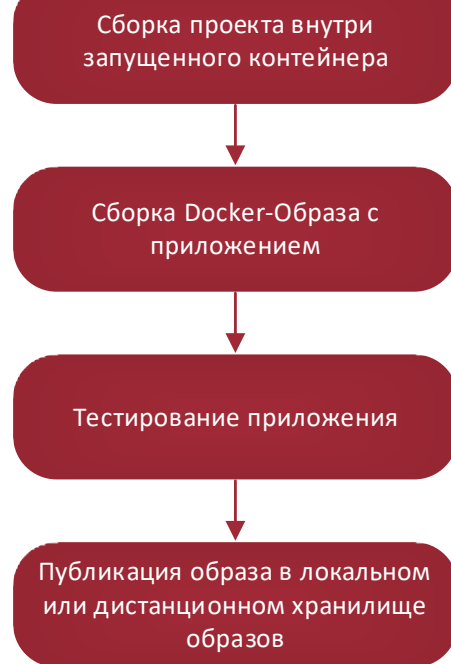 Сборка проекта внутри
запущенного контейнера
Сборка Docker-Образа с
приложением
Тестирование приложения
Публикация образа в локальном
или дистанционном хранилище
образов